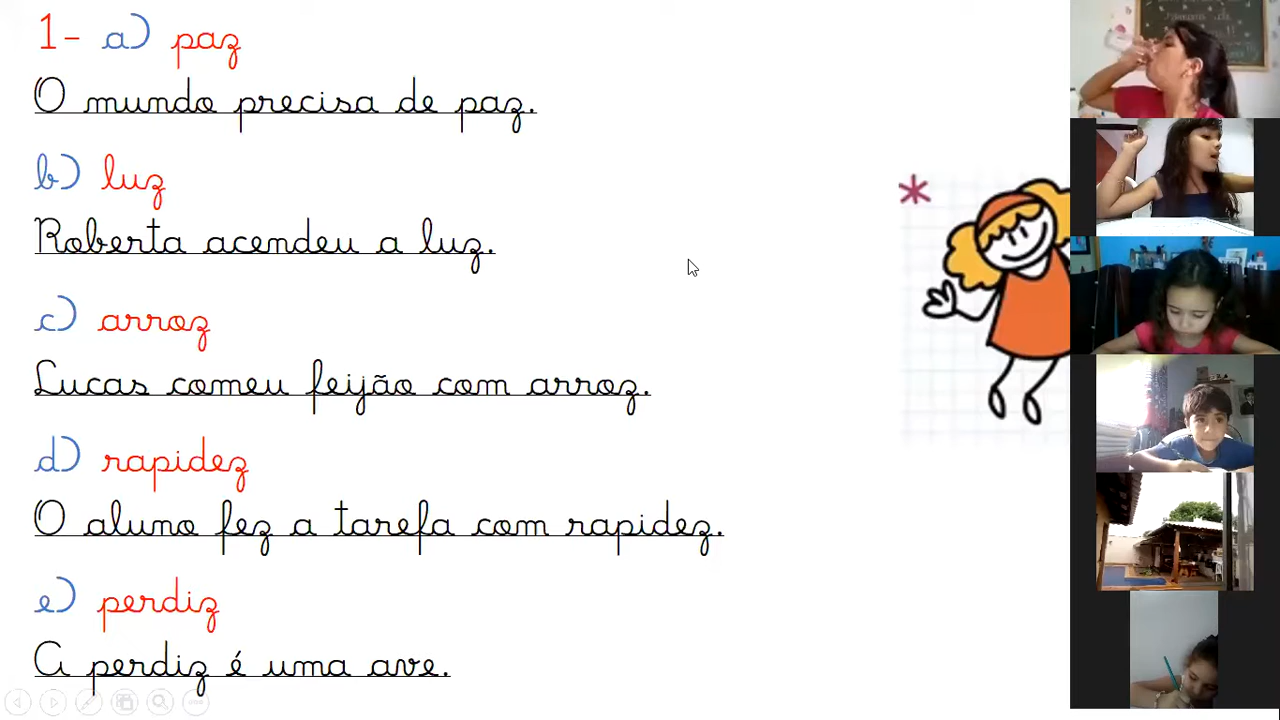 1- a) paz
O mundo precisa de paz.
b) luz
Roberta acendeu a luz.
c) arroz
Lucas comeu feijão com arroz.
d) rapidez
O aluno fez a tarefa com rapidez.
e) perdiz
A perdiz é uma ave.